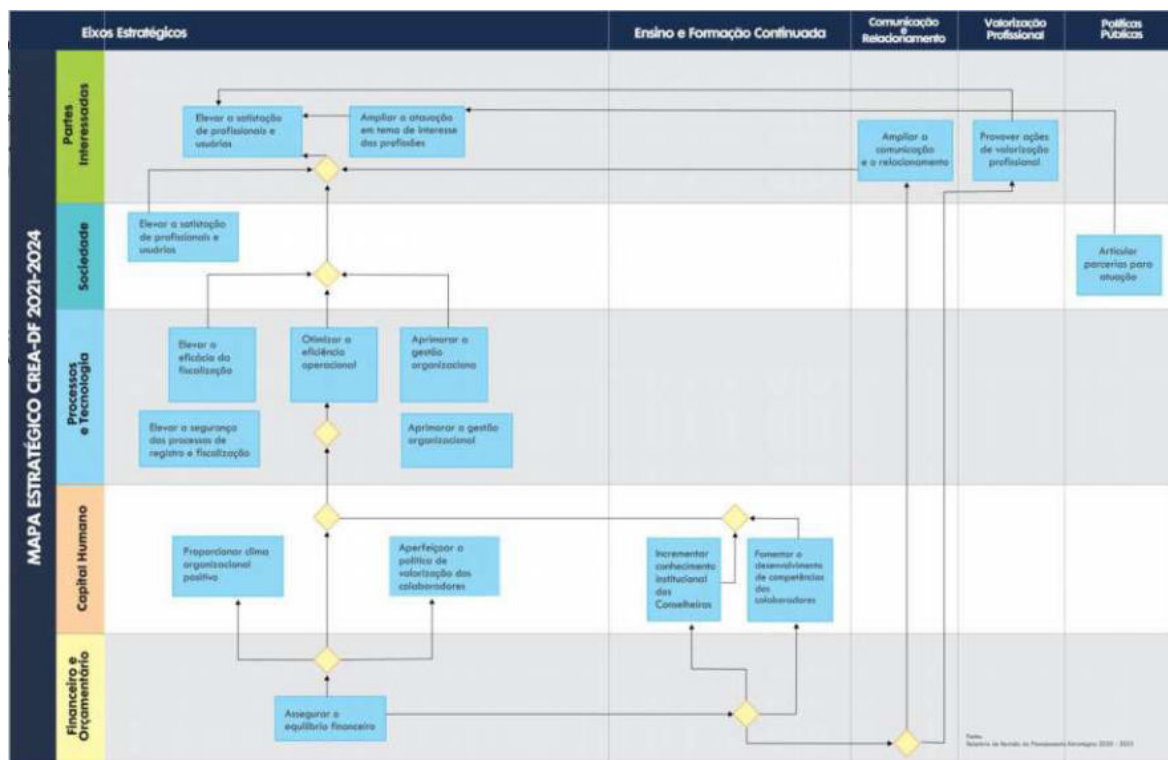 MAPA ESTRATÉGICO CREA-DF 2021-2024
Eixos Estratégicos
Ensino e Formação Continuada
Comunicação
e
Relacionamento
Valorização
Profissional
Políticas
Públicas
Partes
Interessadas
Elevar a satisfação
de profissionais e
usuários
Ampliar a atauação
em tema de interesse
das profissões
Ampliar a
comunicação
e o relacionamento
Provover ações
de valorização
profissional
Sociedade
Elevar a satistação
de profissionais e
usuários
Articular
parcerias para
atuação
Processos
e Tecnologia
Elevar a
eficácia da
fiscalização
Otimizar a
eficiência
operacional
Aprimorar a
gestão
organizaciona
Elevar a segurança
dos processos de
registro e fiscalização
Aprimorar a gestão
organizacional
Capital Humano
Proporcionar clima
organizacional
positivo
Aperfeiçoar a
política de
valorização dos
colaboradores
Incrementar
conhecimento
institucional
dos
Conselheiros
Fomentar o
desenvolvimento
de competências
dos
colaboradores
Financeiro e
Orçamentário
Assegurar o
equilíbrio financeiro